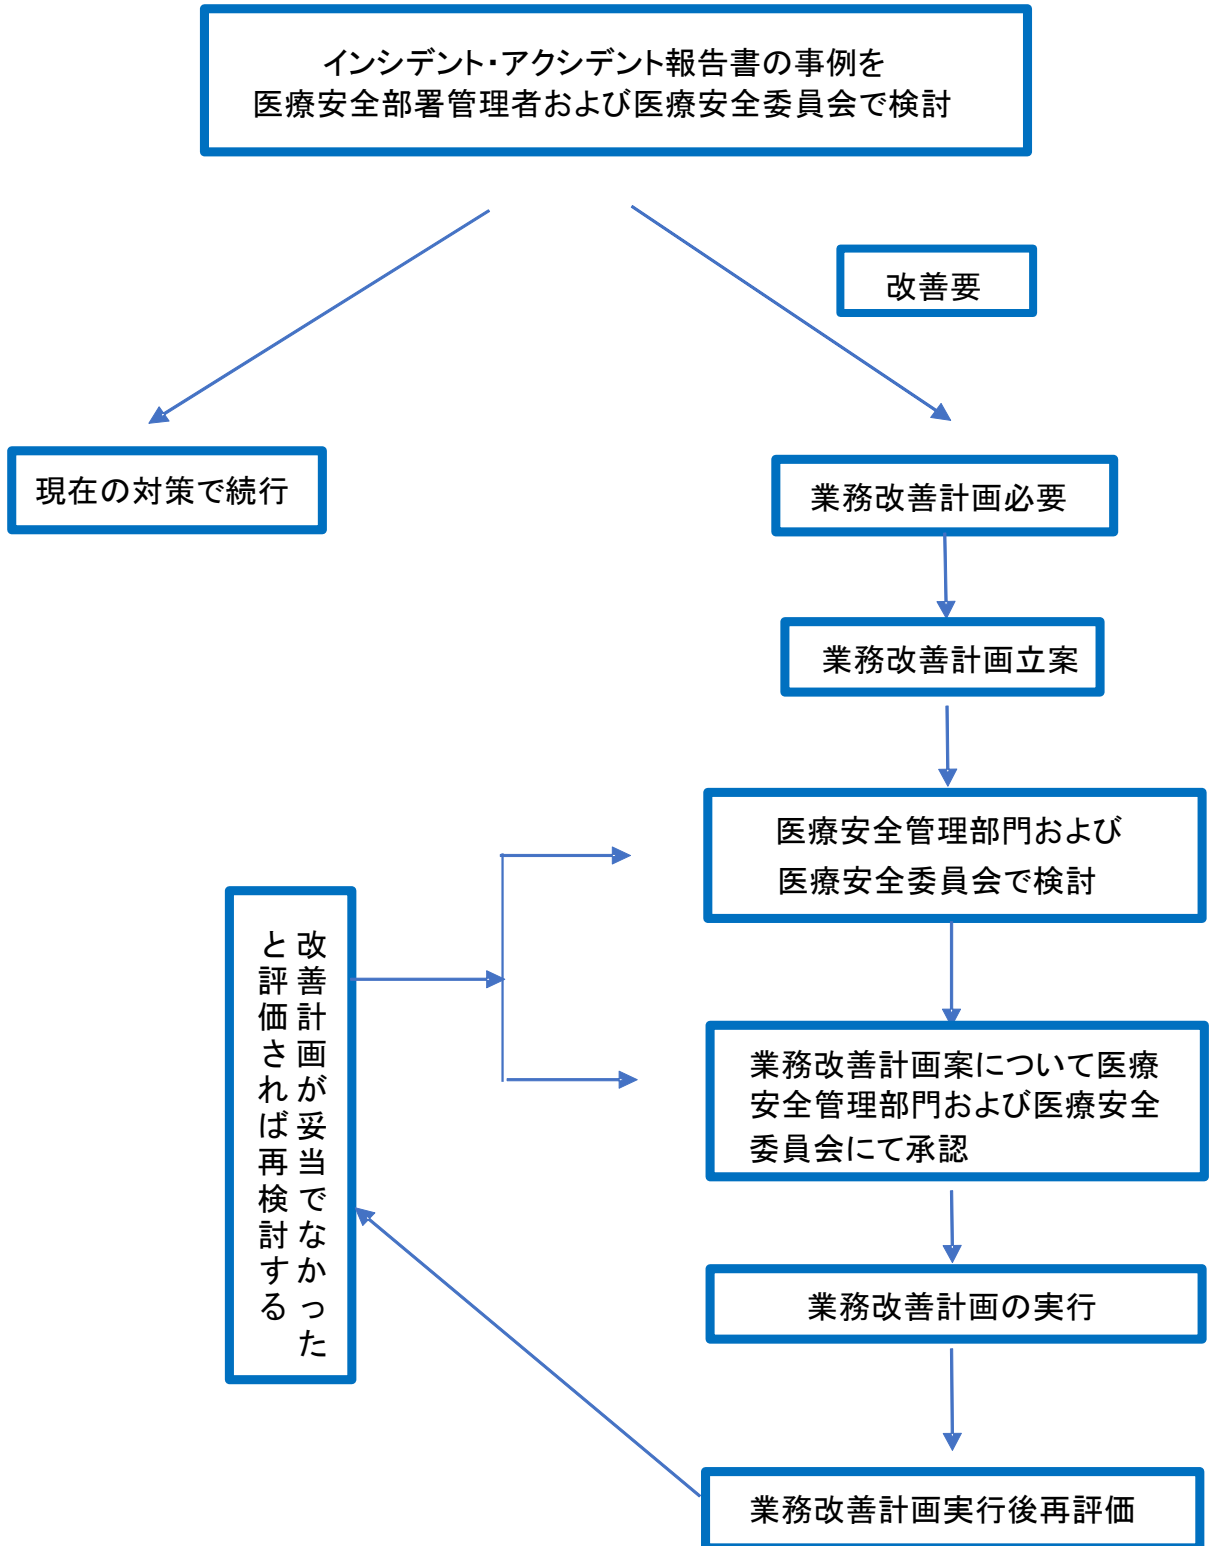 インシデント・アクシデント報告書の事例を
医療安全部署管理者および医療安全委員会で検討
改善要
現在の対策で続行
業務改善計画必要
業務改善計画立案
医療安全管理部門および
医療安全委員会で検討
改善計画が妥当でなかった
と評価されれば再検討する
業務改善計画案について医療
安全管理部門および医療安全
委員会にて承認
業務改善計画の実行
業務改善計画実行後再評価